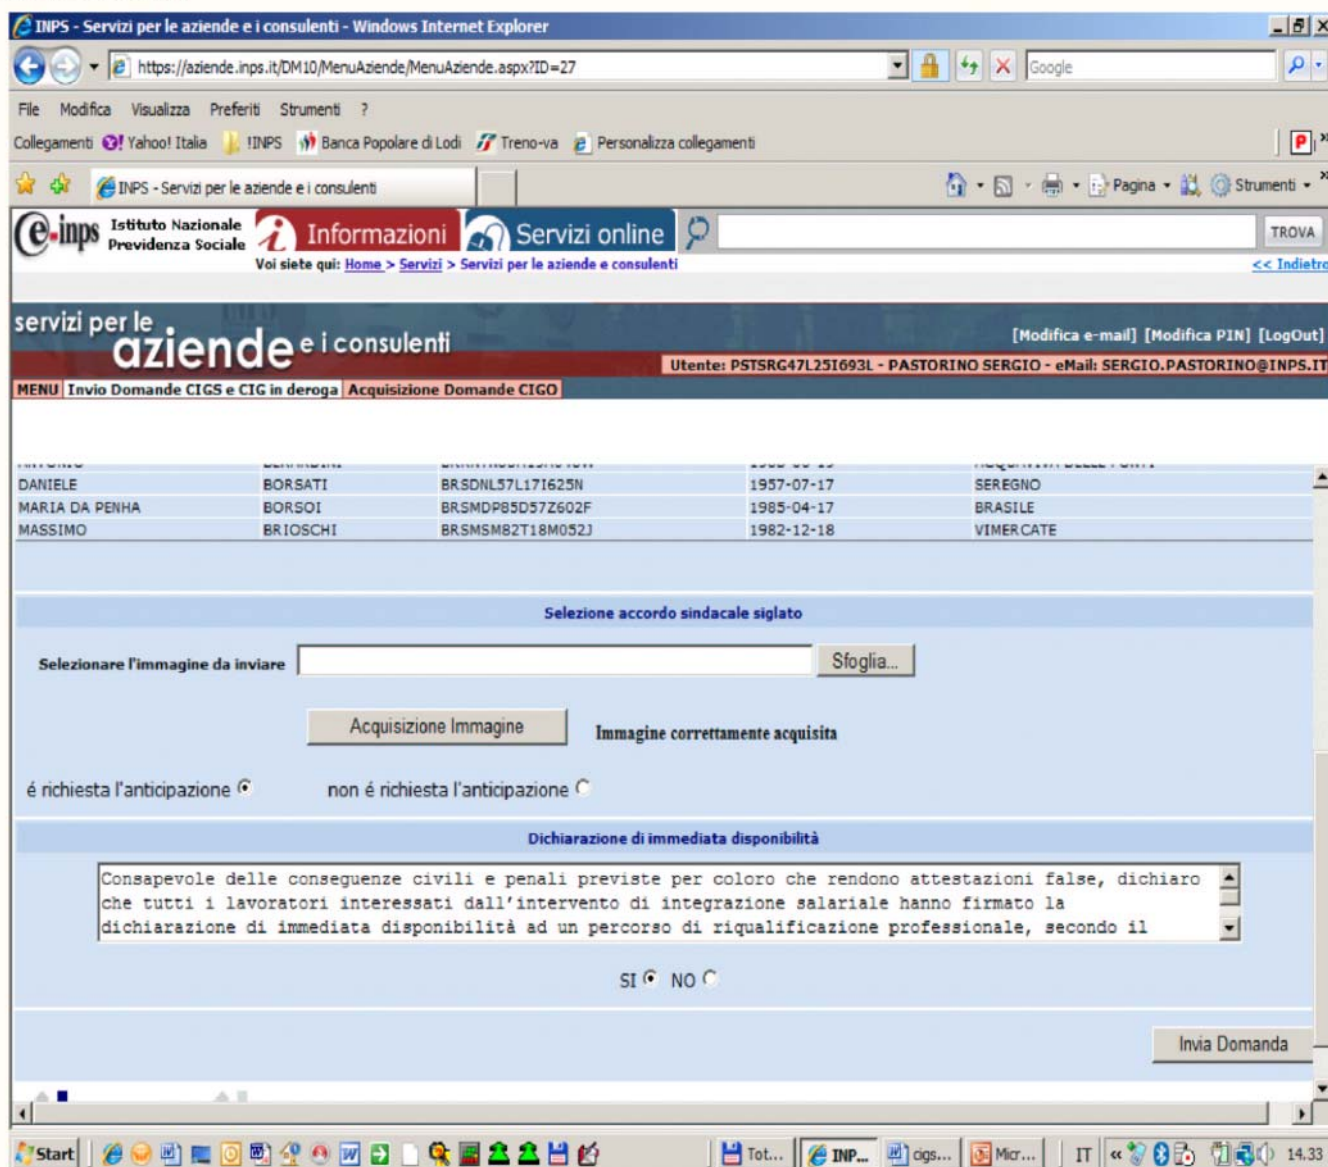 INPS - Servizi per le aziende e i consulenti - Windows Internet Explorer
https://aziende.inps.it/DM10/MenuAziende/MenuAziende.aspx?ID=27 Google
File Modifica Visualizza Preferiti Strumenti ?
Collegamenti Yahoo! Italia !INPS Banca Popolare di Lodi Treno-va Personalizza collegamenti
INPS - Servizi per le aziende e i consulenti Pagina Strumenti
e-inps Istituto Nazionale Previdenza Sociale Informazioni Servizi online TROVA
Voi siete qui: Home > Servizi > Servizi per le aziende e consulenti << Indietro
servizi per le aziende e i consulenti [Modifica e-mail] [Modifica PIN] [LogOut]
Utente: PSTSRG47L25I693L - PASTORINO SERGIO - eMail: SERGIO.PASTORINO@INPS.IT
MENU Invio Domande CIGS e CIG in deroga Acquisizione Domande CIGO
DANIELE BORSATI BRSDNL57L17I625N 1957-07-17 SEREGNO
MARIA DA PENHA BORSOI BRSMDP85D57Z602F 1985-04-17 BRASILE
MASSIMO BRIOSCHI BRSMSM82T18M052J 1982-12-18 VIMERCATE
Selezione accordo sindacale siglato
Selezionare l'immagine da inviare Sfoglia...
Acquisizione Immagine Immagine correttamente acquisita
é richiesta l'anticipazione non é richiesta l'anticipazione
Dichiarazione di immediata disponibilità
Consapevole delle conseguenze civili e penali previste per coloro che rendono attestazioni false, dichiaro
che tutti i lavoratori interessati dall'intervento di integrazione salariale hanno firmato la
dichiarazione di immediata disponibilità ad un percorso di riqualificazione professionale, secondo il
SI NO
Invia Domanda
Start Tot... INP... cigs... Micr... IT 14.33